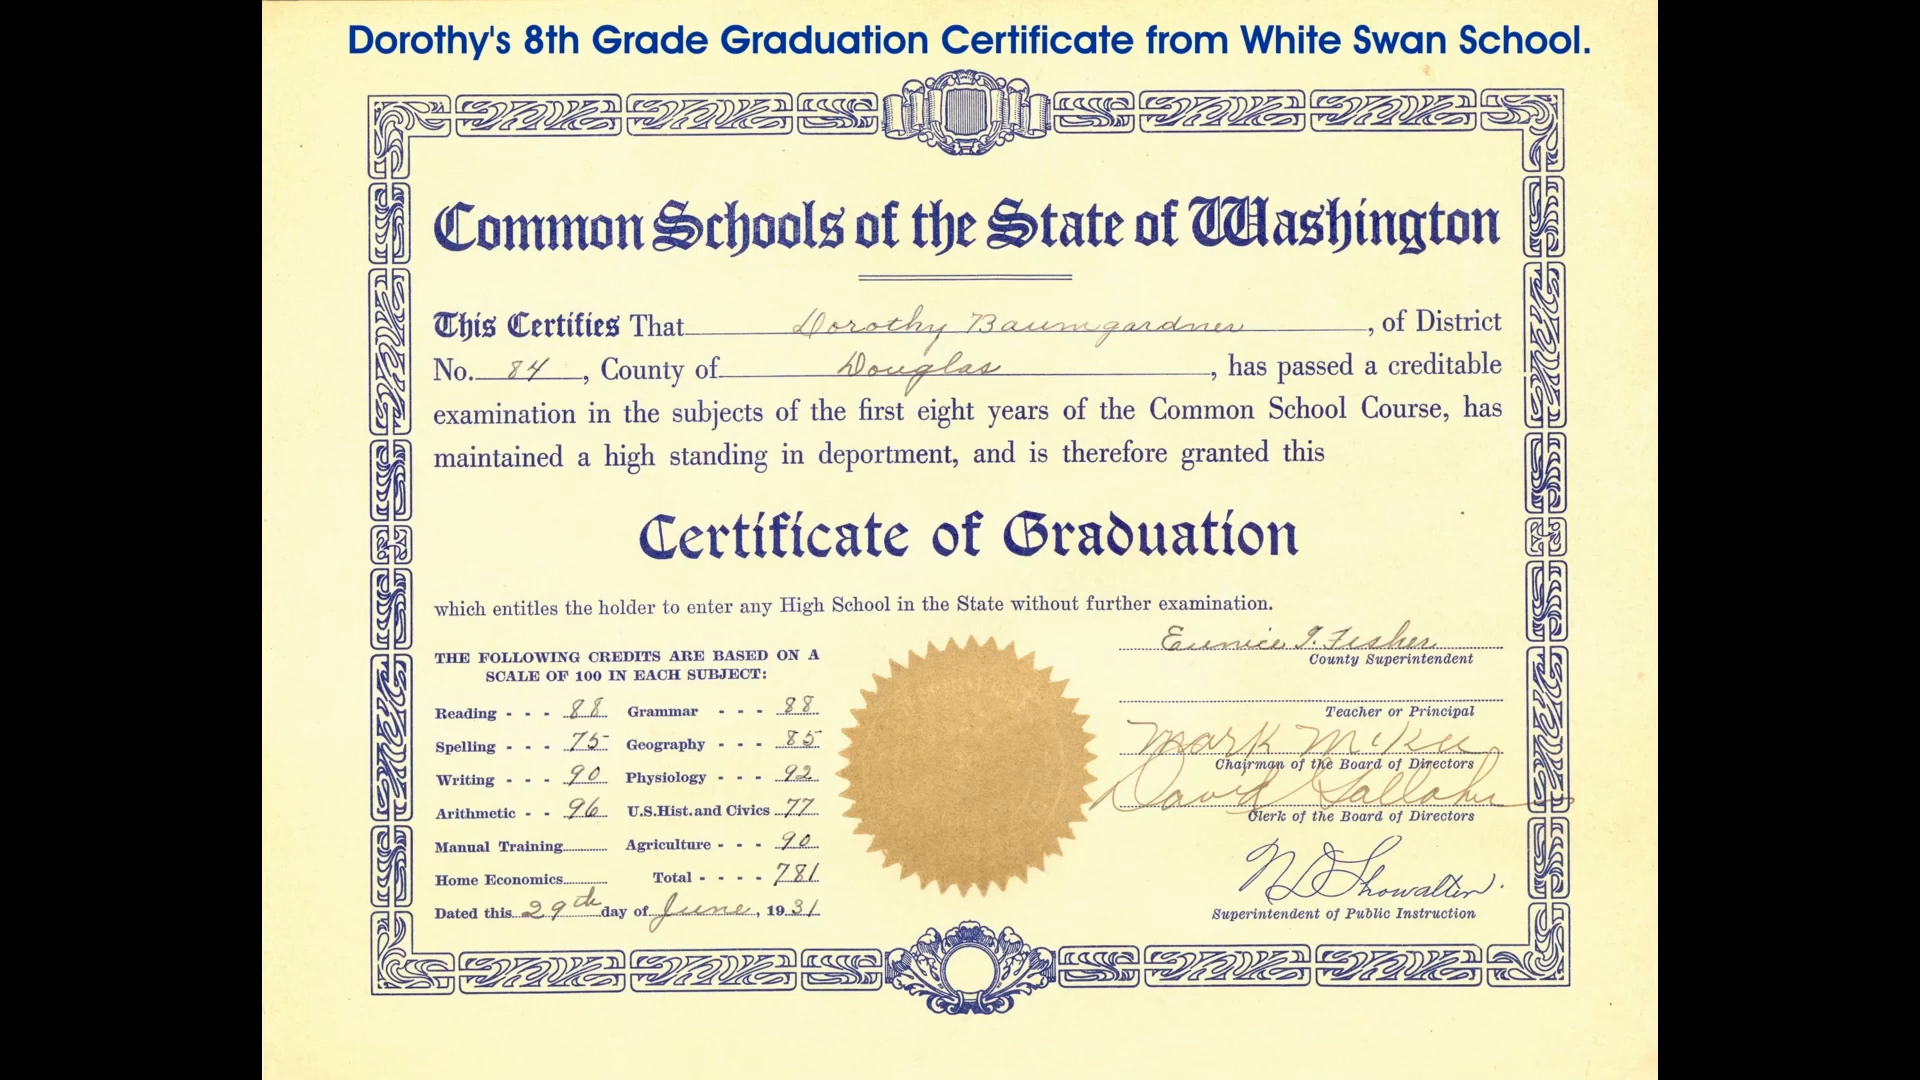 Dorothy's 8th Grade Graduation Certificate from White Swan School.
Common Schools of the State of Washington
This Certifies That Dorothy Baumgardner, of District
No. 84, County of Douglas, has passed a creditable
examination in the subjects of the first eight years of the Common School Course, has
maintained a high standing in deportment, and is therefore granted this
Certificate of Graduation
which entitles the holder to enter any High School in the State without further examination.
THE FOLLOWING CREDITS ARE BASED ON A
SCALE OF 100 IN EACH SUBJECT:
Reading - - - 88 Grammar - - - 88
Spelling - - - 75 Geography - - - 85
Writing - - - 90 Physiology - - - 92
Arithmetic - - 96 U.S. Hist. and Civics 77
Manual Training Agriculture - - - 90
Home Economics Total - - - - 781
Dated this 29th day of June, 1931
Eunice I. Fisher
County Superintendent
Teacher or Principal
Mark McKee
Chairman of the Board of Directors
David Gallaher
Clerk of the Board of Directors
N D Showalter.
Superintendent of Public Instruction